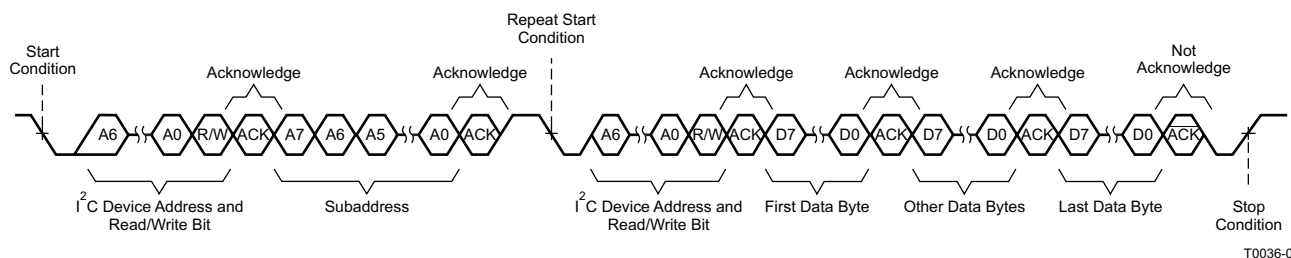 Repeat Start
Condition
Start
Condition
Not
Acknowledge
Acknowledge
Acknowledge
Acknowledge
Acknowledge
Acknowledge
A6 A0 R/W ACK A7 A6 A5 A0 ACK A6 A0 R/W ACK D7 D0 ACK D7 D0 ACK D7 D0 ACK
I2C Device Address and
Read/Write Bit
Subaddress
I2C Device Address and
Read/Write Bit
First Data Byte
Other Data Bytes
Last Data Byte
Stop
Condition